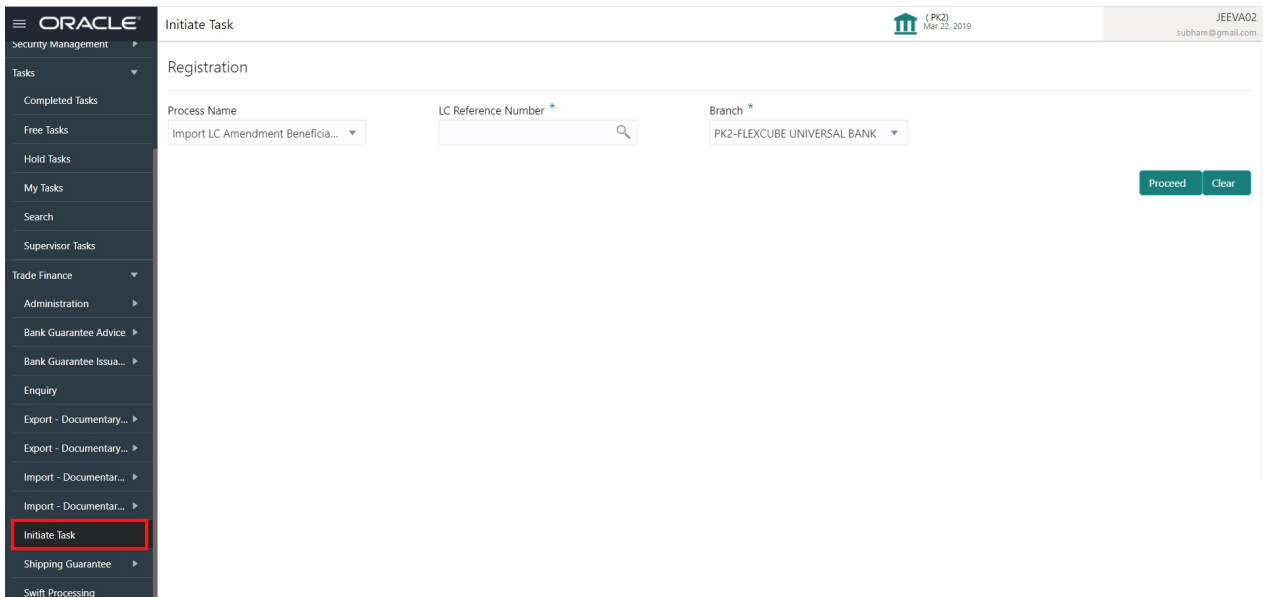 ORACLE
Initiate Task
( PK2)
Mar 22, 2019
JEEVA02
subham@gmail.com
Security Management
Tasks
Completed Tasks
Free Tasks
Hold Tasks
My Tasks
Search
Supervisor Tasks
Trade Finance
Administration
Bank Guarantee Advice
Bank Guarantee Issua...
Enquiry
Export - Documentary...
Export - Documentary...
Import - Documentar...
Import - Documentar...
Initiate Task
Shipping Guarantee
Swift Processing
Registration
Process Name
Import LC Amendment Beneficia...
LC Reference Number *
Branch *
PK2-FLEXCUBE UNIVERSAL BANK
Proceed
Clear